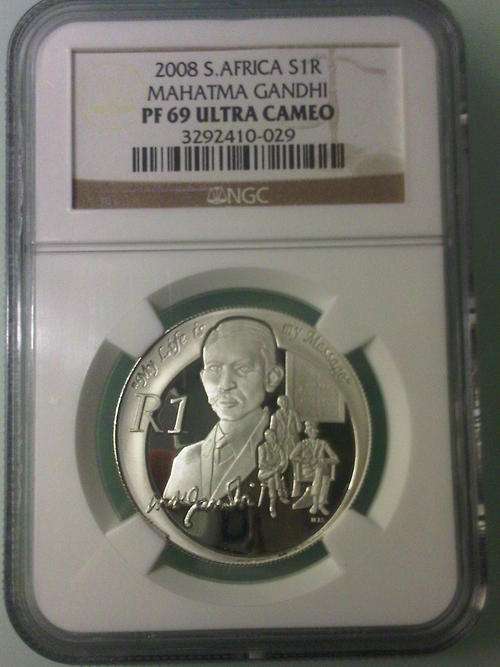 2008 S.AFRICA S1R
MAHATMA GANDHI
PF 69 ULTRA CAMEO
3292410-029
NGC
"My Life is my Message"
R1